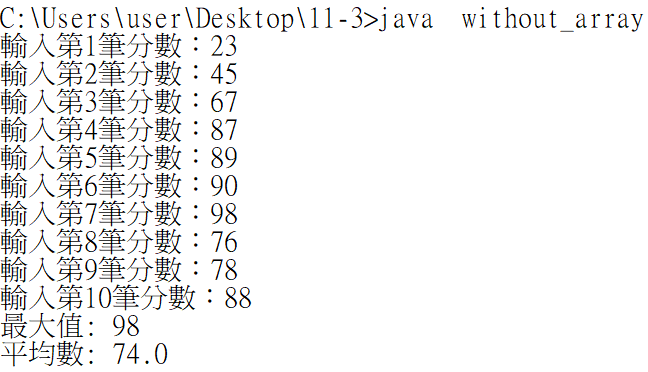 C:\Users\user\Desktop\11-3>java  without_array
輸入第1筆分數：23
輸入第2筆分數：45
輸入第3筆分數：67
輸入第4筆分數：87
輸入第5筆分數：89
輸入第6筆分數：90
輸入第7筆分數：98
輸入第8筆分數：76
輸入第9筆分數：78
輸入第10筆分數：88
最大值: 98
平均數: 74.0